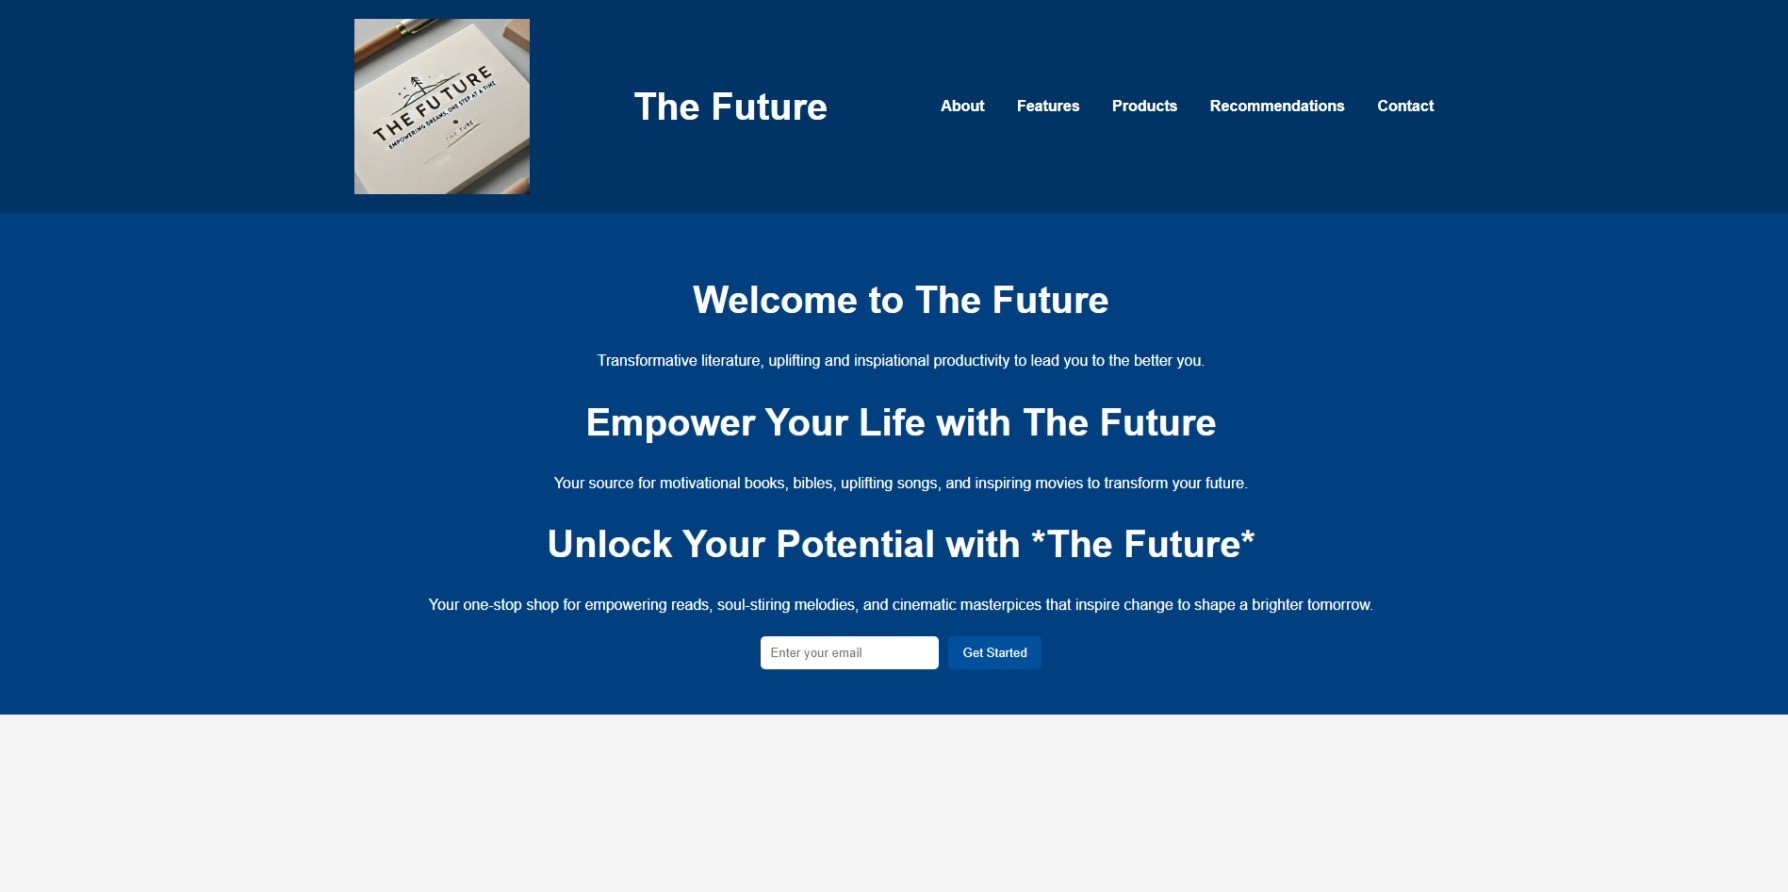 THE FUTURE
EMPOWERING DREAMS, ONE STEP AT A TIME
The Future
About Features Products Recommendations Contact
Welcome to The Future
Transformative literature, uplifting and inspiational productivity to lead you to the better you.
Empower Your Life with The Future
Your source for motivational books, bibles, uplifting songs, and inspiring movies to transform your future.
Unlock Your Potential with *The Future*
Your one-stop shop for empowering reads, soul-stiring melodies, and cinematic masterpices that inspire change to shape a brighter tomorrow.
Enter your email Get Started